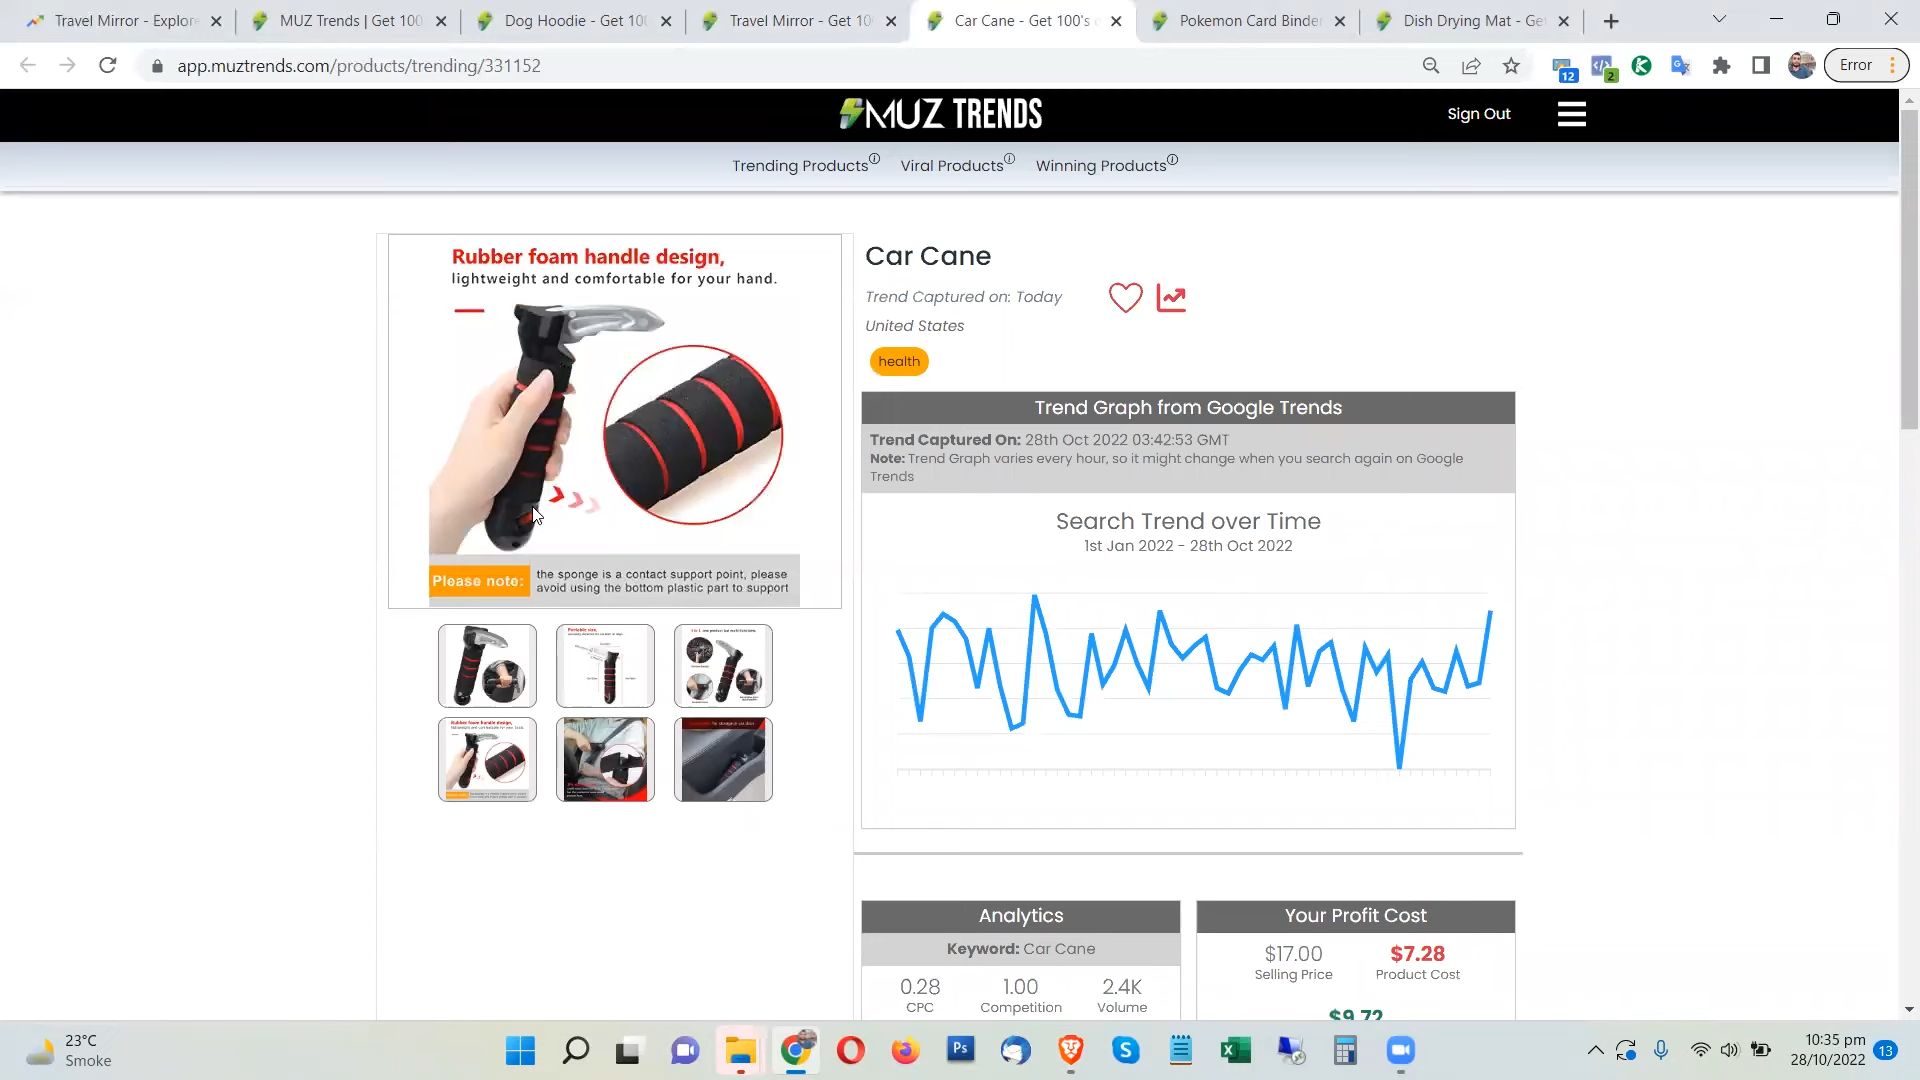 Travel Mirror - Explore
MUZ Trends | Get 100
Dog Hoodie - Get 100
Travel Mirror - Get 10
Car Cane - Get 100's
Pokemon Card Binder
Dish Drying Mat - Ge
app.muztrends.com/products/trending/331152
12
2
Error
MUZ TRENDS
Sign Out
Trending Products
Viral Products
Winning Products
Rubber foam handle design,
lightweight and comfortable for your hand.
Please note:
the sponge is a contact support point, please
avoid using the bottom plastic part to support
Car Cane
Trend Captured on: Today
United States
health
Trend Graph from Google Trends
Trend Captured On: 28th Oct 2022 03:42:53 GMT
Note: Trend Graph varies every hour, so it might change when you search again on Google
Trends
Search Trend over Time
1st Jan 2022 - 28th Oct 2022
Analytics
Keyword: Car Cane
0.28
CPC
1.00
Competition
2.4K
Volume
Your Profit Cost
$17.00
Selling Price
$7.28
Product Cost
$9.72
23°C
Smoke
Ps
10:35 pm
28/10/2022
13